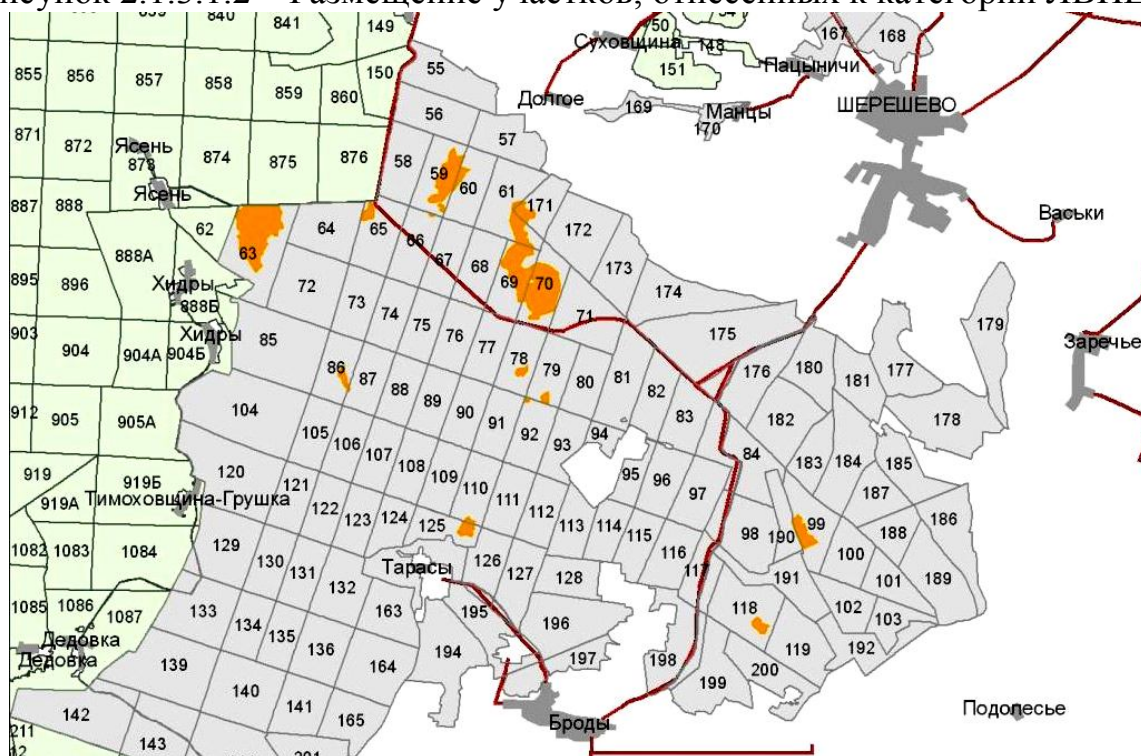 исунок 2.1.3.1.2 – Размещение участков, отнесенных к категории ЛВПЦ
840 841 149 150 167 168
Суховщина 148
151 Пацыничи
855 856 857 858 859 860 150 55
Долгое 169 Манцы 170 ШЕРЕШЕВО
56 57
871 872 Ясень 873 874 875 876 58 59 60 61 171
887 888 Ясень 62 63 64 65 66 67 68 69 70 172 173 174
Васьки
888А
895 896 Хидры 888Б 72 73 74 75 76 77 71 175 179
903 904 904А 904Б Хидры 85 86 87 88 78 79 80 81 82 83 176 180 181 177 Заречье
912 905 905А 104 105 106 107 89 90 91 92 93 94 84 182 178
919 919А 919Б 120 121 108 109 110 111 95 96 97 183 184 185 187
Тимоховщина-Грушка
122 123 124 125 112 113 114 115 98 190 99 188 186
1082 1083 1084 129 130 131 132 Тарасы 126 127 128 116 117 191 100 101 189
1085 1086 1087 133 134 135 136 163 195 196 118 102 103
Дедовка
Дедовка
139 140 141 164 194 197 198 119 192 200 199
142 143 165 Броды Подолесье
211
201